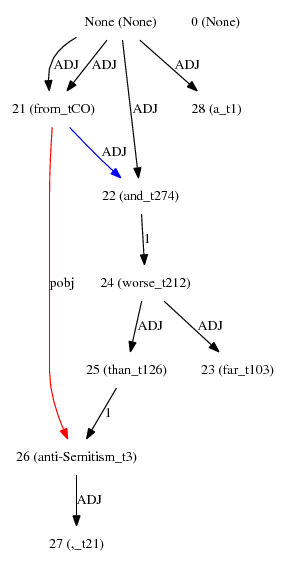 None (None) 0 (None)
ADJ ADJ ADJ ADJ
21 (from_tCO) 28 (a_t1)
ADJ
22 (and_t274)
1
pobj 24 (worse_t212)
ADJ ADJ
25 (than_t126) 23 (far_t103)
1
26 (anti-Semitism_t3)
ADJ
27 (,_t21)